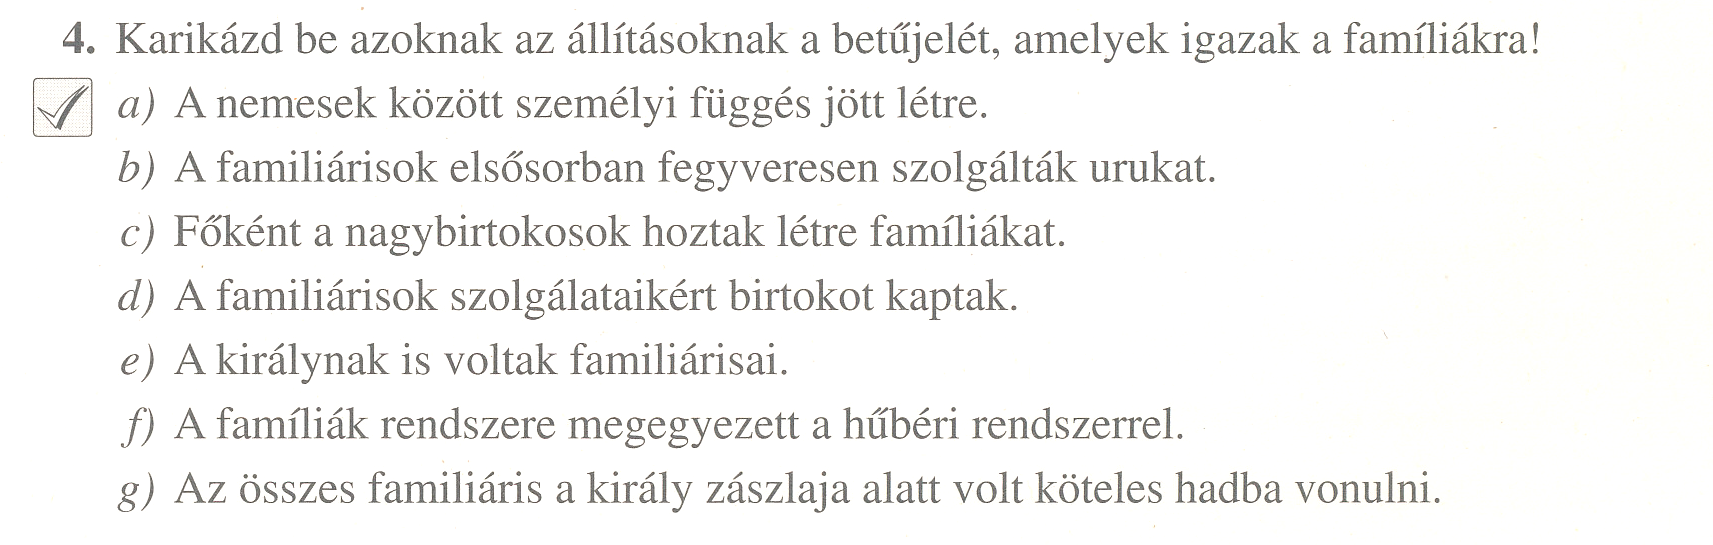 4. Karikázd be azoknak az állításoknak a betűjelét, amelyek igazak a famíliákra!
a) A nemesek között személyi függés jött létre.
b) A familiárisok elsősorban fegyveresen szolgálták urukat.
c) Főként a nagybirtokosok hoztak létre famíliákat.
d) A familiárisok szolgálataikért birtokot kaptak.
e) A királynak is voltak familiárisai.
f) A famíliák rendszere megegyezett a hűbéri rendszerrel.
g) Az összes familiáris a király zászlaja alatt volt köteles hadba vonulni.